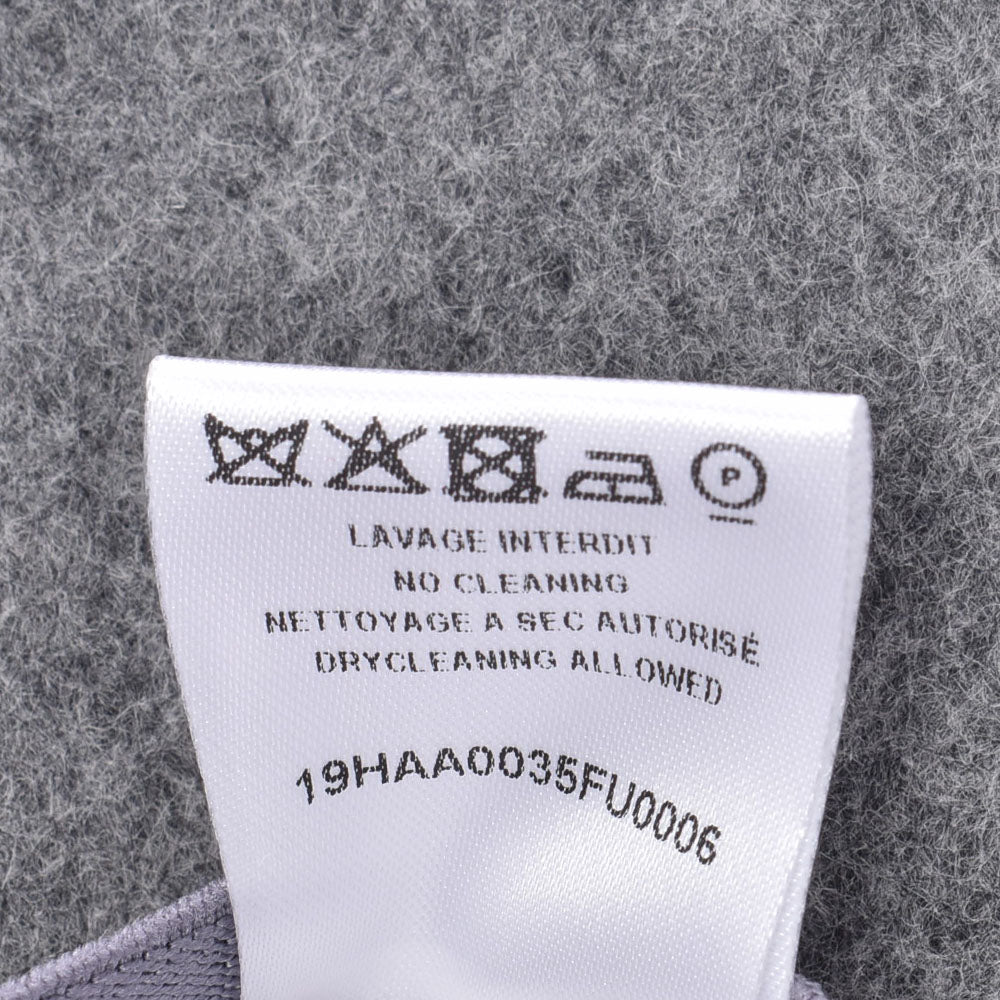 P
LAVAGE INTERDIT
NO CLEANING
NETTOYAGE A SEC AUTORISÉ
DRYCLEANING ALLOWED
19HAA0035FU0006